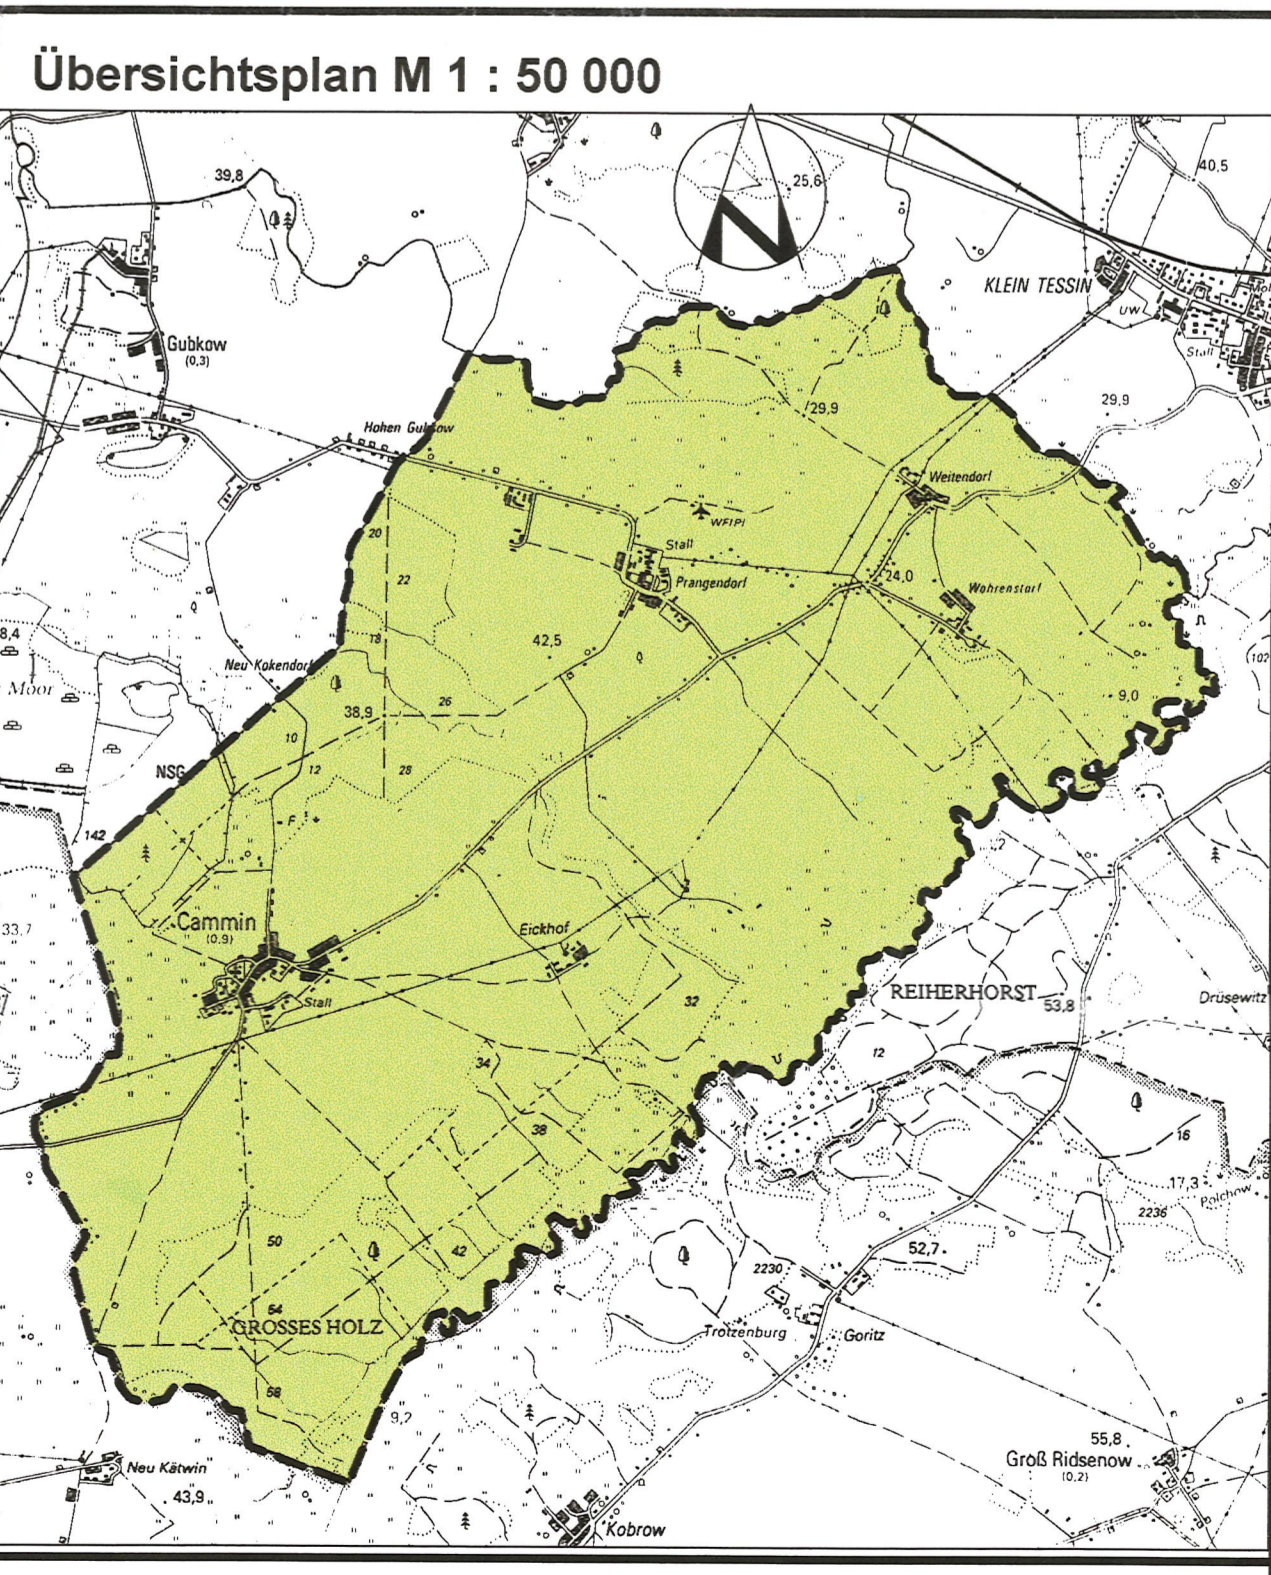 Übersichtsplan M 1 : 50 000
39,8
25,6
40,5
N
KLEIN TESSIN
UW
Stall
Gubkow
(0,3)
29,9
29,9
Hohen Gubkow
Weitendorf
20
WFlPl
Stall
22
Prangendorf
24,0
Wohrenstorf
18
42,5
8,4
Neu Kokendorf
102
Moor
38,9
26
9,0
10
12
28
NSG
F
142
2
Cammin
(0.9)
33,7
Eickhof
Stall
32
REIHERHORST
53,8
Drüsewitz
12
34
38
16
17,3
Polchow
2236
50
42
52,7
2230
54
GROSSES HOLZ
Trotzenburg
Goritz
58
9,2
55,8
Groß Ridsenow
(0,2)
Neu Kätwin
43,9
Kobrow